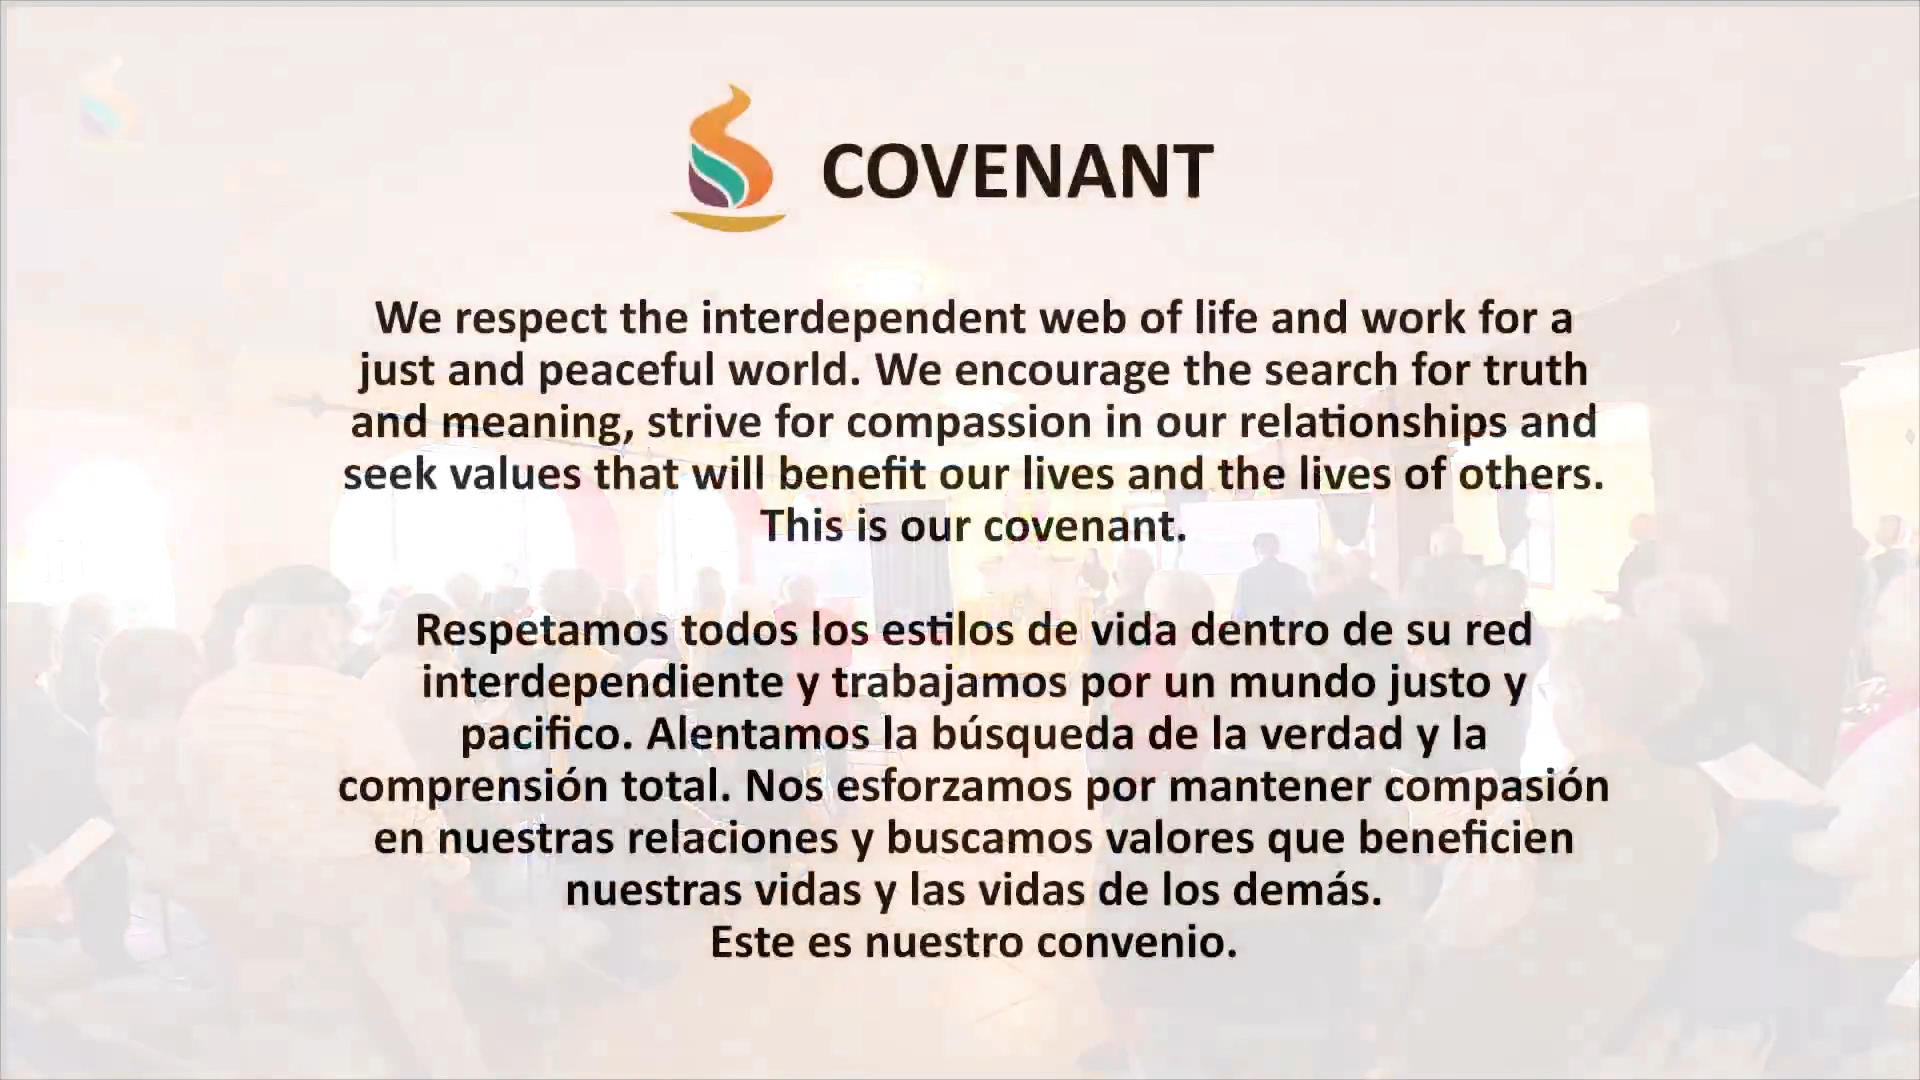 COVENANT
We respect the interdependent web of life and work for a
just and peaceful world. We encourage the search for truth
and meaning, strive for compassion in our relationships and
seek values that will benefit our lives and the lives of others.
This is our covenant.
Respetamos todos los estilos de vida dentro de su red
interdependiente y trabajamos por un mundo justo y
pacifico. Alentamos la búsqueda de la verdad y la
comprensión total. Nos esforzamos por mantener compasión
en nuestras relaciones y buscamos valores que beneficien
nuestras vidas y las vidas de los demás.
Este es nuestro convenio.